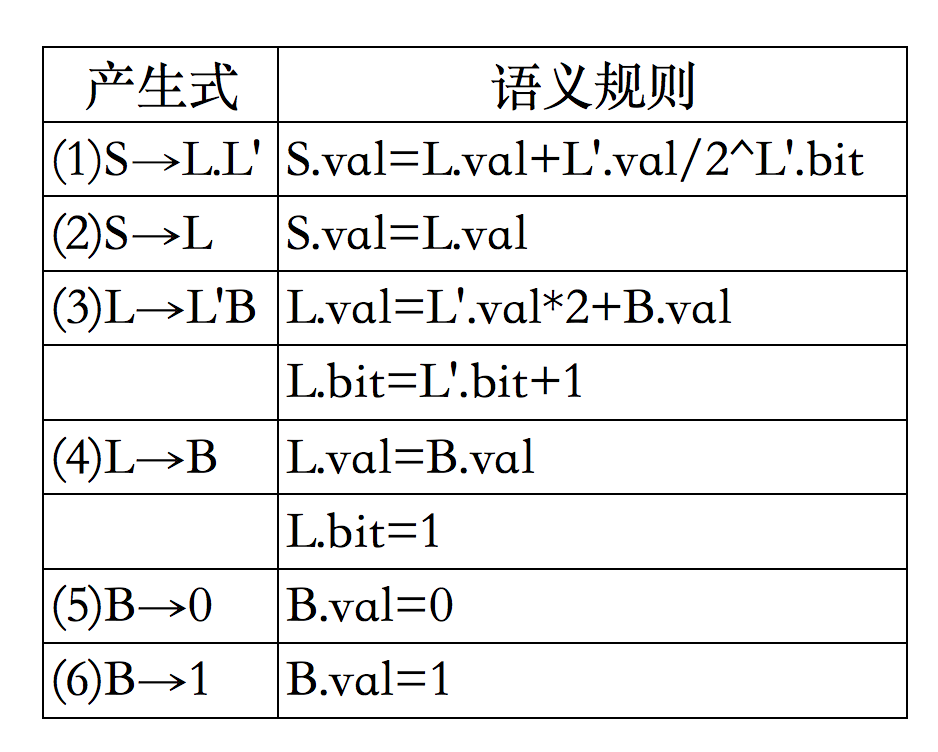 产生式 语义规则
(1)S→L.L' S.val=L.val+L'.val/2^L'.bit
(2)S→L S.val=L.val
(3)L→L'B L.val=L'.val*2+B.val
L.bit=L'.bit+1
(4)L→B L.val=B.val
L.bit=1
(5)B→0 B.val=0
(6)B→1 B.val=1